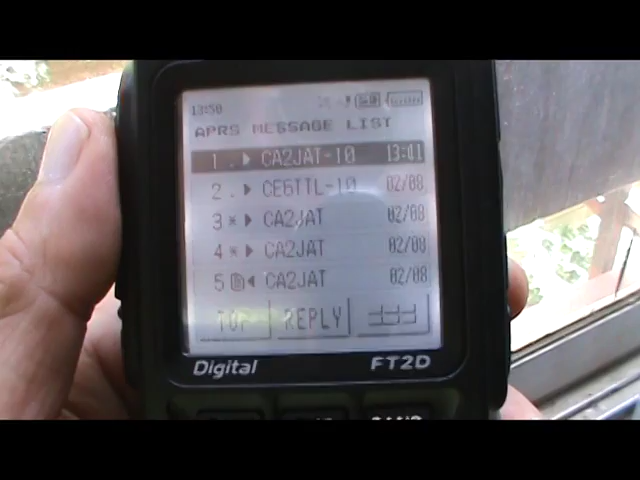 13:50
APRS MESSAGE LIST
1 . ▶ CA2JAT-10 13:41
2 . ▶ CE6TTL-10 02/08
3 * ▶ CA2JAT 02/08
4 * ▶ CA2JAT 02/08
5 ◀ CA2JAT 02/08
TOP REPLY
Digital FT2D